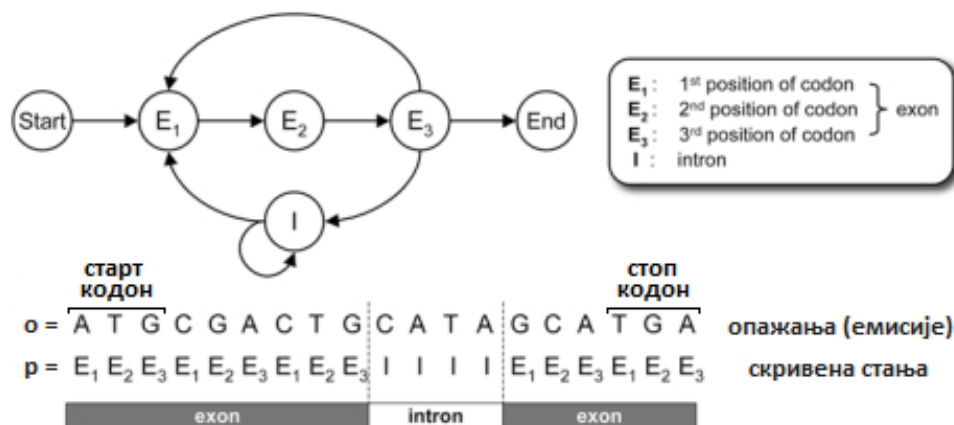 Start E₁ E₂ E₃ End
I
E₁ : 1st position of codon
E₂ : 2nd position of codon
E₃ : 3rd position of codon
exon
I : intron
старт
кодон
стоп
кодон
o = A T G C G A C T G C A T A G C A T G A опажања (емисије)
p = E₁ E₂ E₃ E₁ E₂ E₃ E₁ E₂ E₃ I I I I E₁ E₂ E₃ E₁ E₂ E₃ скривена стања
exon intron exon